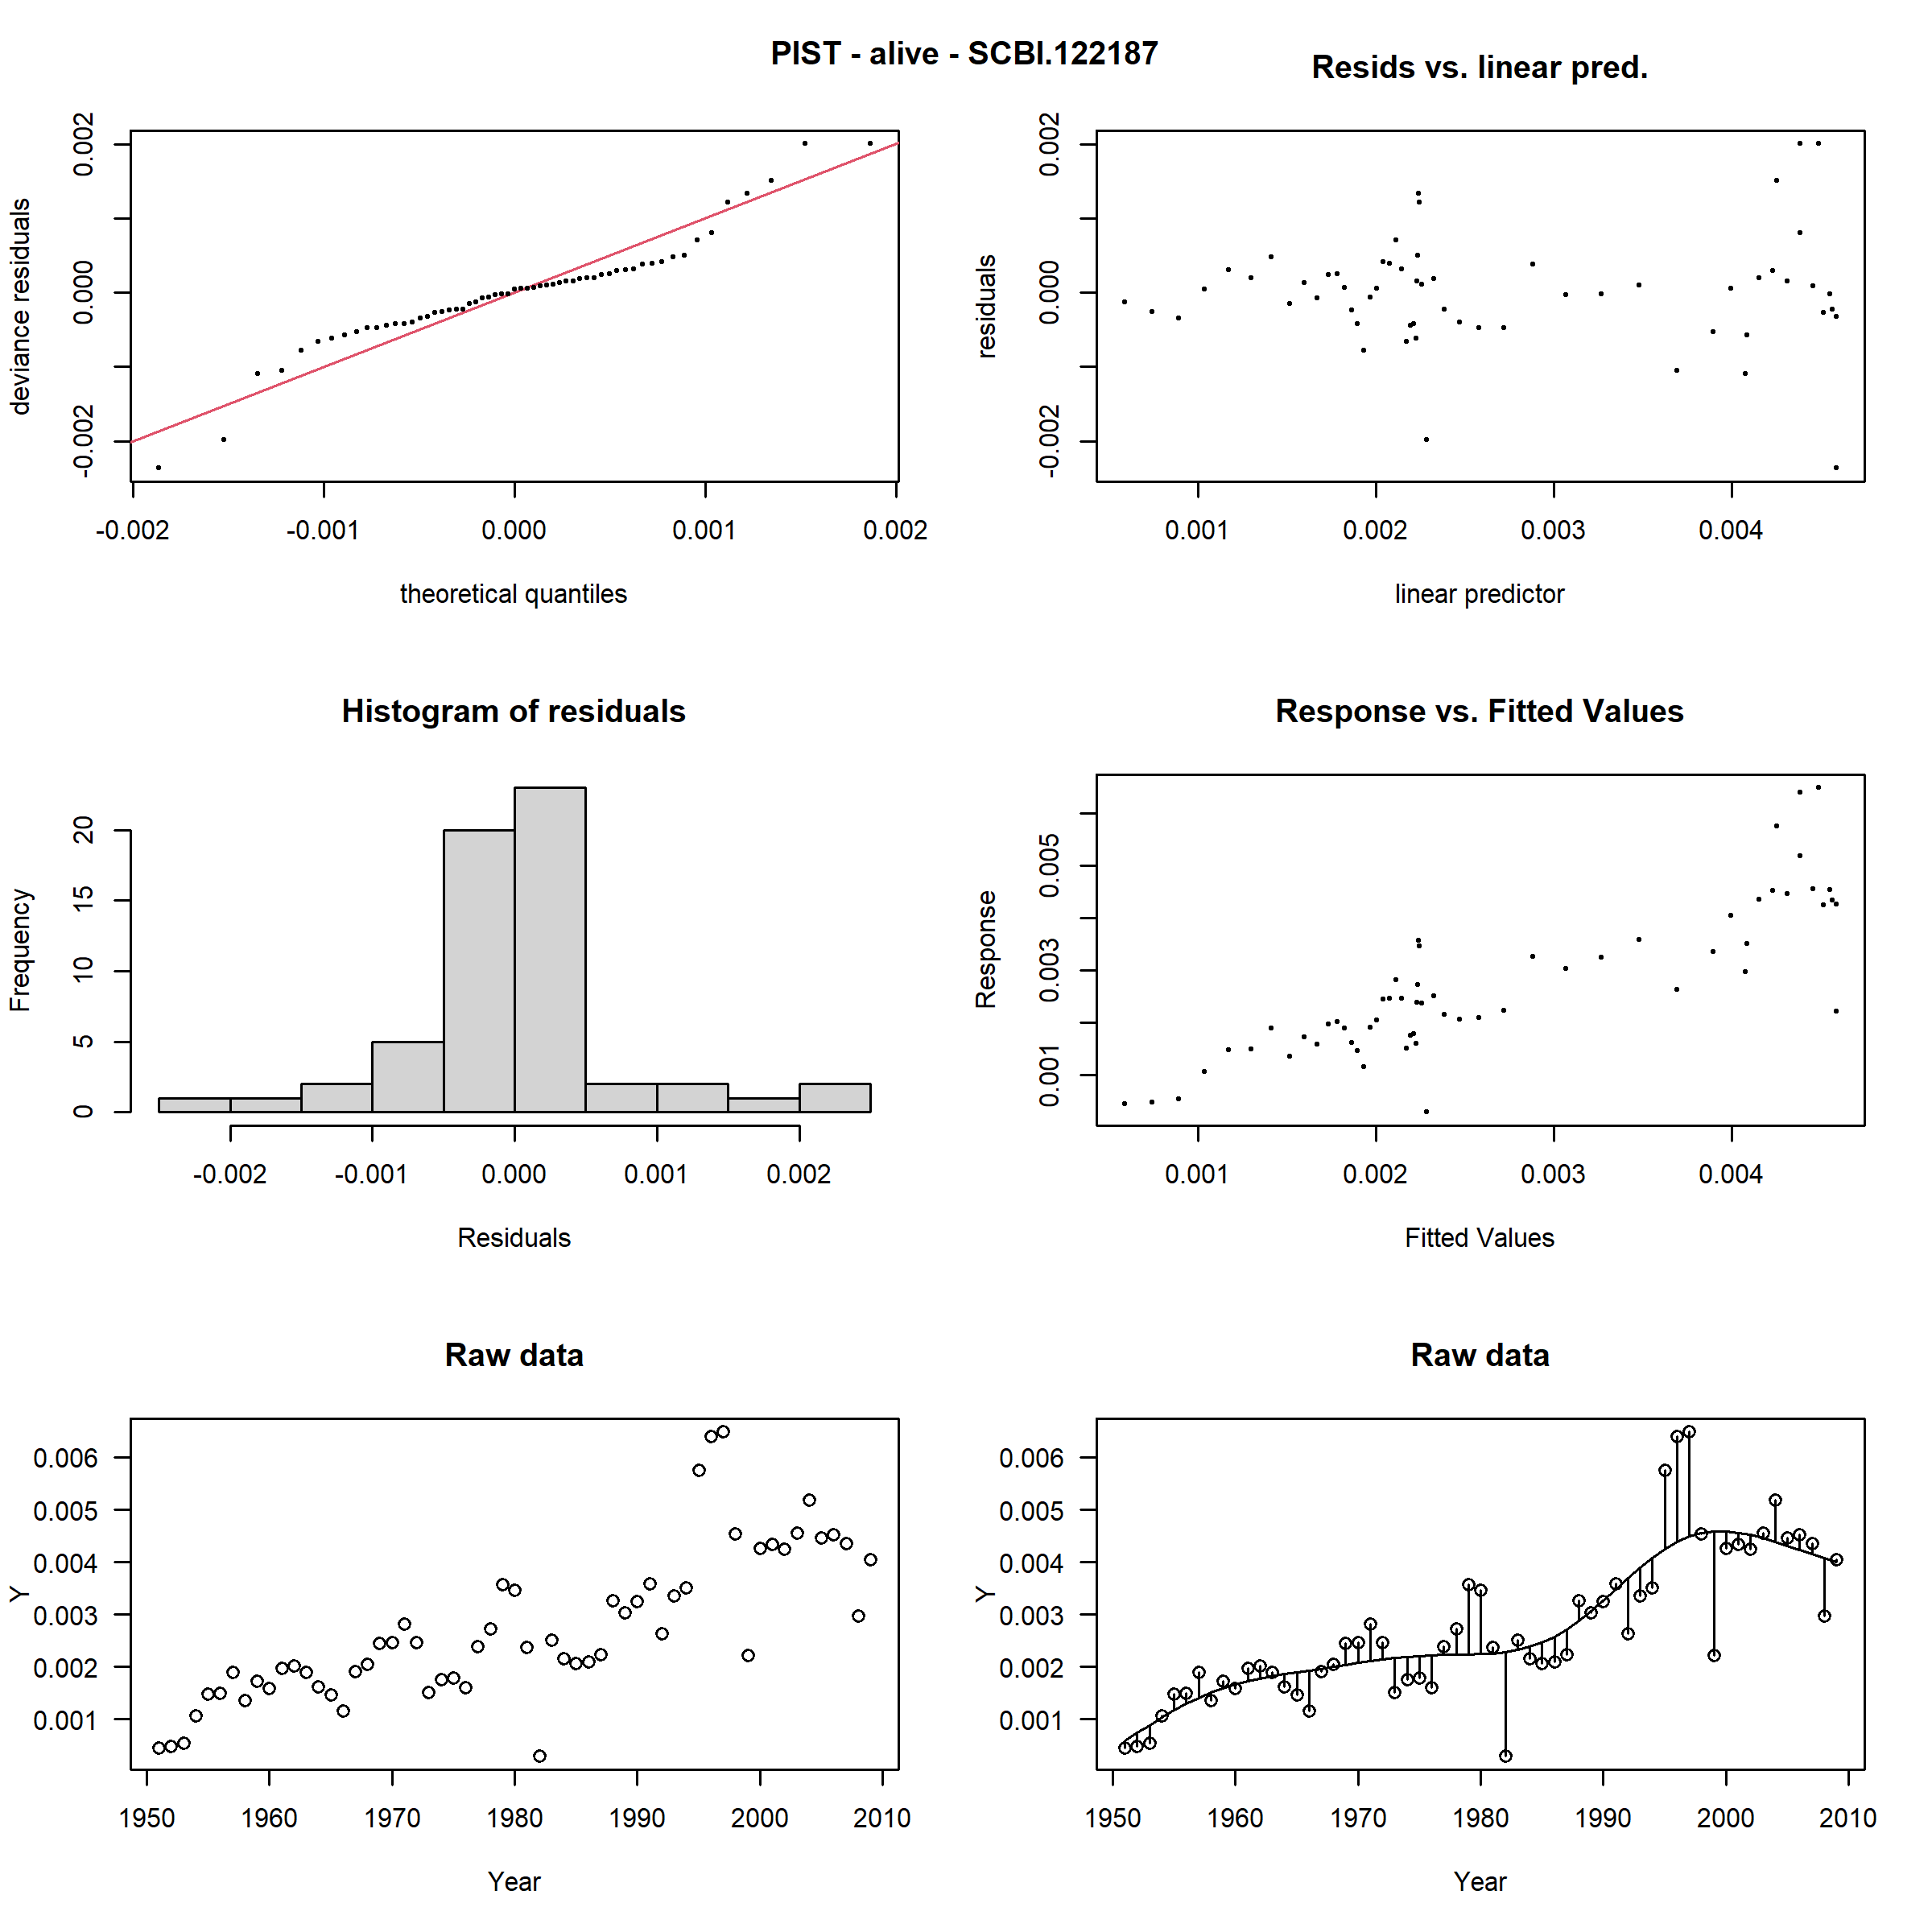 PIST - alive - SCBI.122187
deviance residuals
0.002
0.000
-0.002
-0.002 -0.001 0.000 0.001 0.002
theoretical quantiles
Resids vs. linear pred.
residuals
0.002
0.000
-0.002
0.001 0.002 0.003 0.004
linear predictor
Histogram of residuals
Frequency
20
15
10
5
0
-0.002 -0.001 0.000 0.001 0.002
Residuals
Response vs. Fitted Values
Response
0.005
0.003
0.001
0.001 0.002 0.003 0.004
Fitted Values
Raw data
Y
0.006
0.005
0.004
0.003
0.002
0.001
1950 1960 1970 1980 1990 2000 2010
Year
Raw data
Y
0.006
0.005
0.004
0.003
0.002
0.001
1950 1960 1970 1980 1990 2000 2010
Year